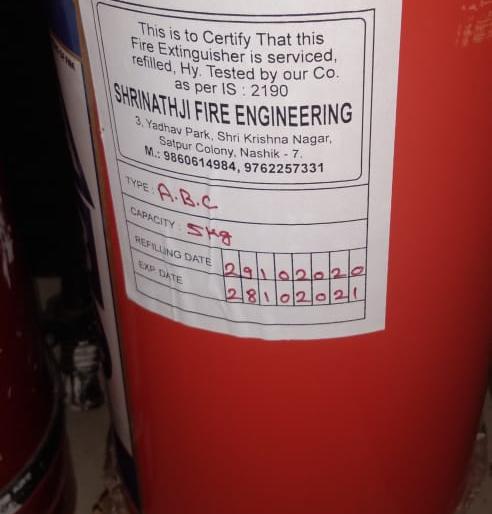 This is to Certify That this
Fire Extinguisher is serviced,
refilled, Hy. Tested by our Co.
as per IS : 2190
SHRINATHJI FIRE ENGINEERING
3, Yadhav Park, Shri Krishna Nagar,
Satpur Colony, Nashik - 7.
M.: 9860614984, 9762257331
TYPE : A.B.C
CAPACITY : 5kg
REFILLING DATE 29102020
EXP DATE 28102021